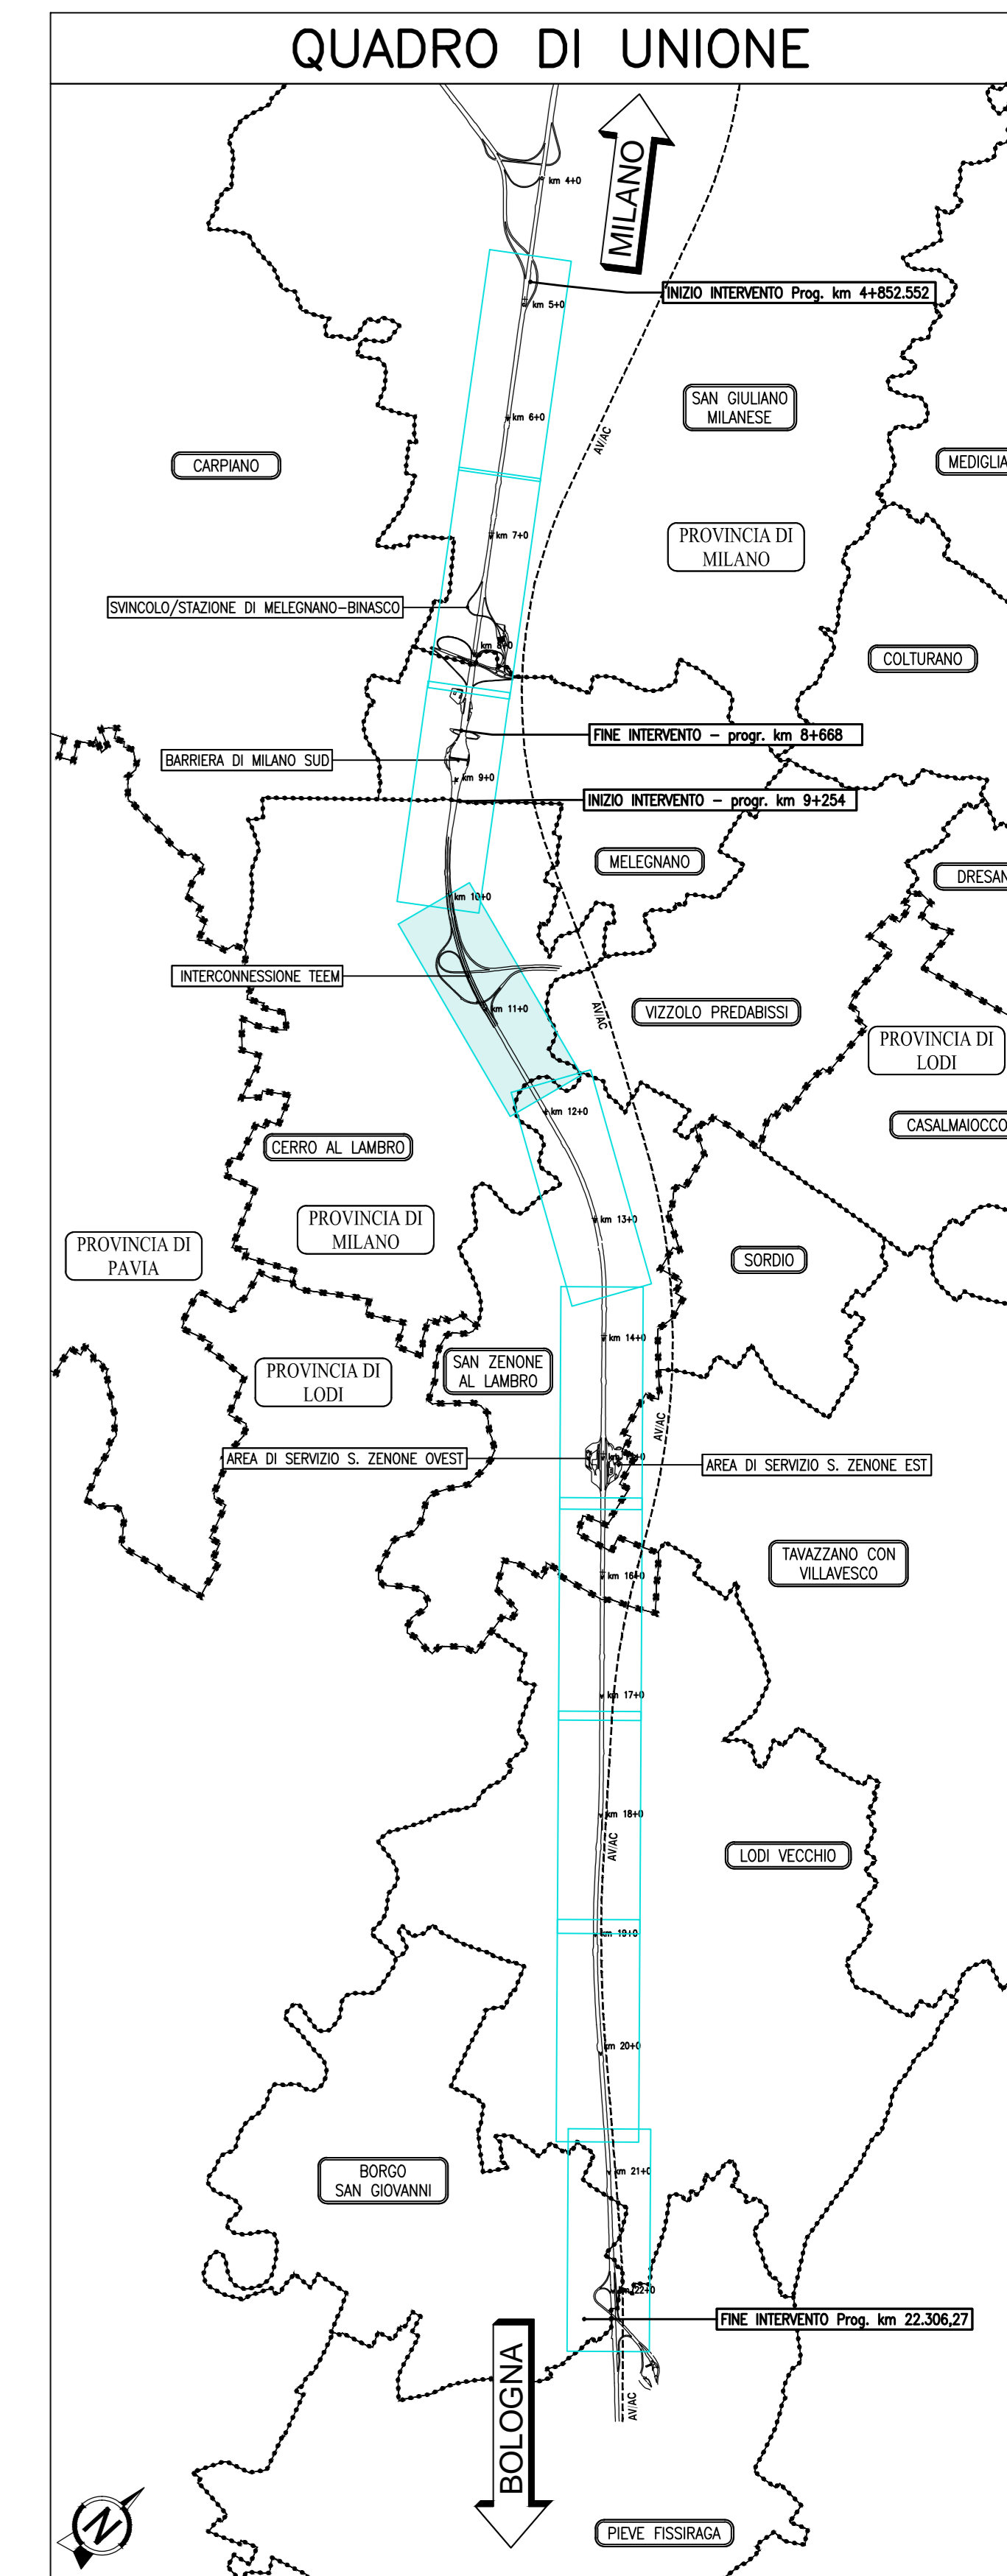 QUADRO DI UNIONE
MILANO
km 4+0
INIZIO INTERVENTO Prog. km 4+852.552
km 5+0
SAN GIULIANO
MILANESE
km 6+0
AV/AC
CARPIANO
km 7+0
PROVINCIA DI
MILANO
SVINCOLO/STAZIONE DI MELEGNANO-BINASCO
COLTURANO
FINE INTERVENTO - progr. km 8+668
BARRIERA DI MILANO SUD
km 9+0
INIZIO INTERVENTO - progr. km 9+254
MELEGNANO
km 10+0
INTERCONNESSIONE TEEM
km 11+0
AV/AC
VIZZOLO PREDABISSI
PROVINCIA DI
LODI
km 12+0
CASALMAIOCCO
CERRO AL LAMBRO
PROVINCIA DI
MILANO
km 13+0
PROVINCIA DI
PAVIA
SORDIO
km 14+0
SAN ZENONE
AL LAMBRO
PROVINCIA DI
LODI
AV/AC
AREA DI SERVIZIO S. ZENONE OVEST
AREA DI SERVIZIO S. ZENONE EST
TAVAZZANO CON
VILLAVESCO
km 16+0
km 17+0
km 18+0
AV/AC
LODI VECCHIO
km 19+0
km 20+0
BORGO
SAN GIOVANNI
km 21+0
km 22+0
FINE INTERVENTO Prog. km 22.306,27
AV/AC
BOLOGNA
N
PIEVE FISSIRAGA